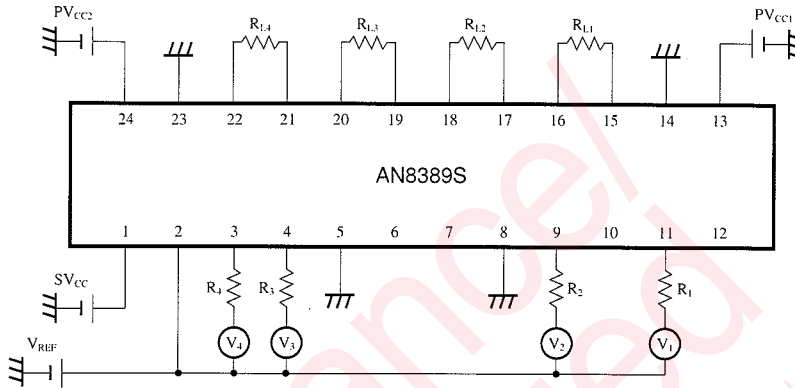 PVCC2
RL4
RL3
RL2
RL1
PVCC1
24 23 22 21 20 19 18 17 16 15 14 13
AN8389S
1 2 3 4 5 6 7 8 9 10 11 12
SVCC
R4
R3
R2
R1
VREF
V4
V3
V2
V1